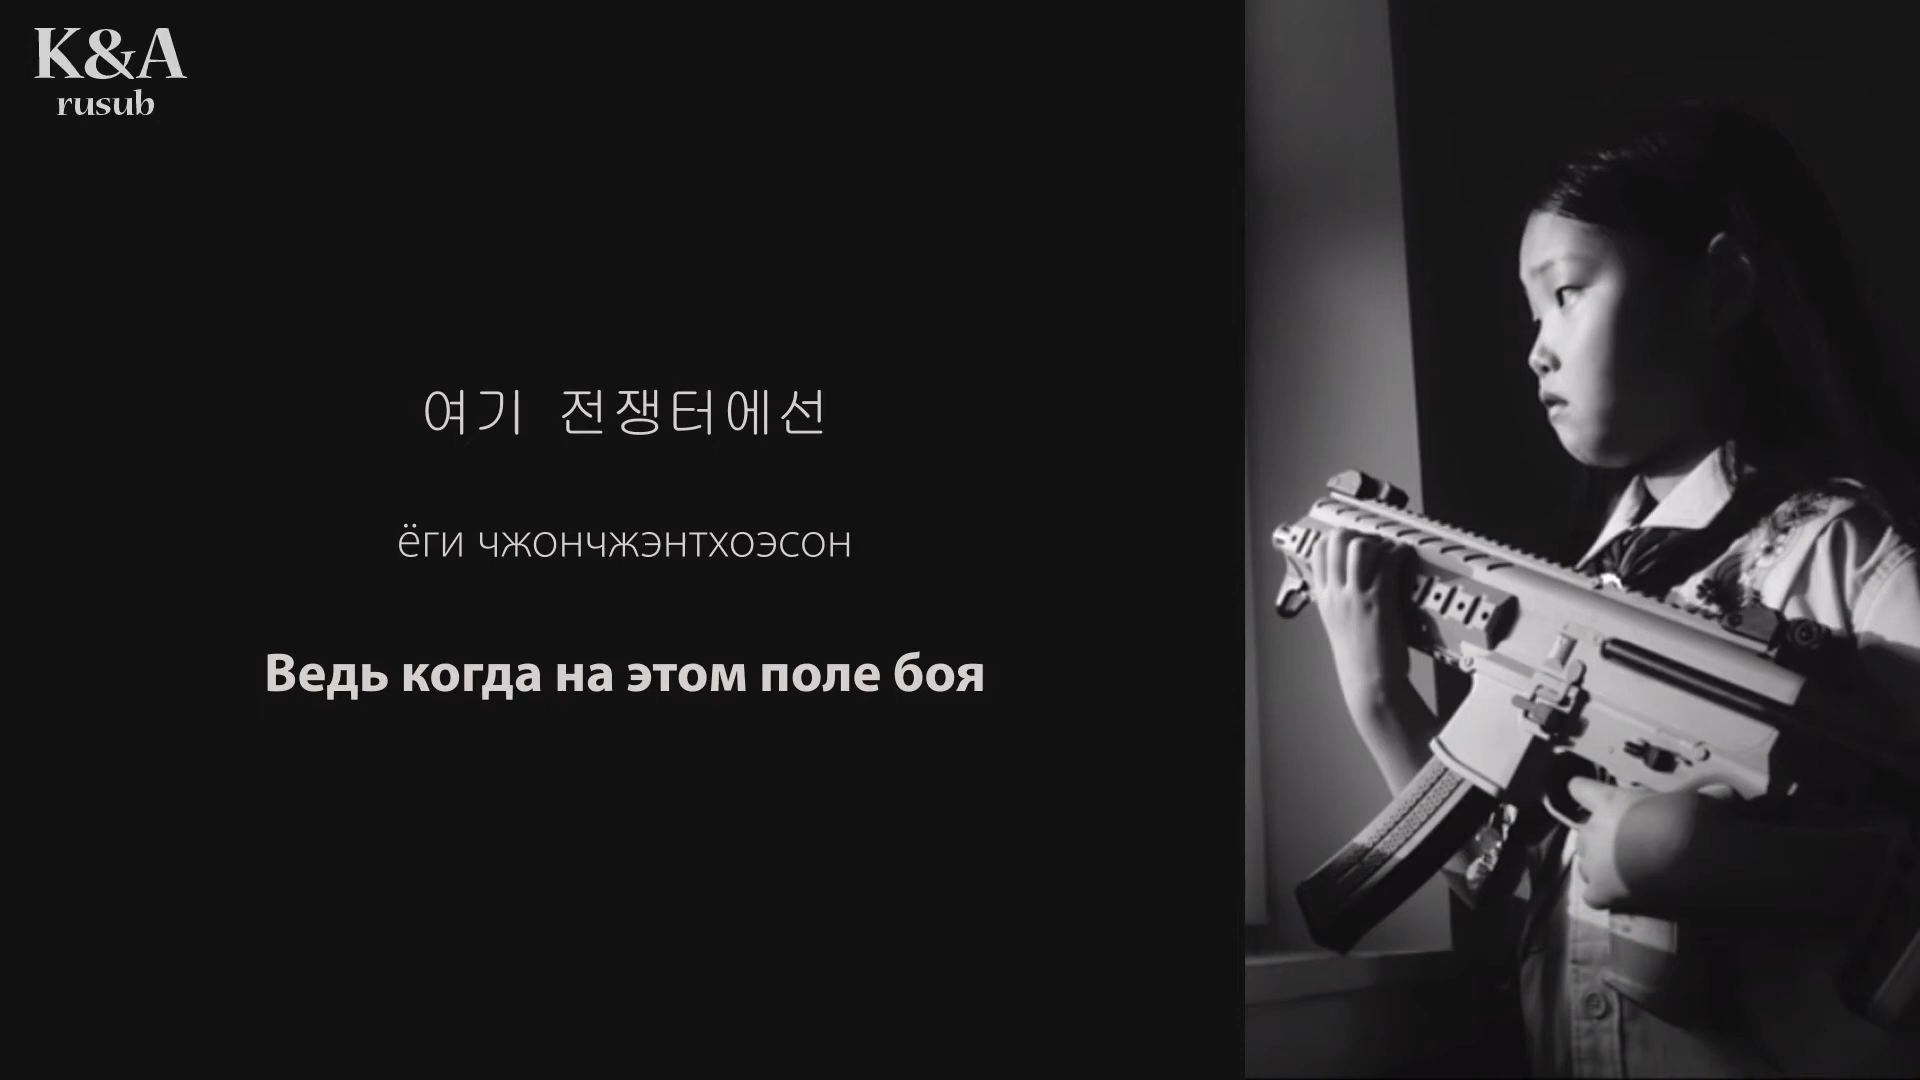 K&A
rusub
여기 전쟁터에선
ёги чжончжэнтхоэсон
Ведь когда на этом поле боя